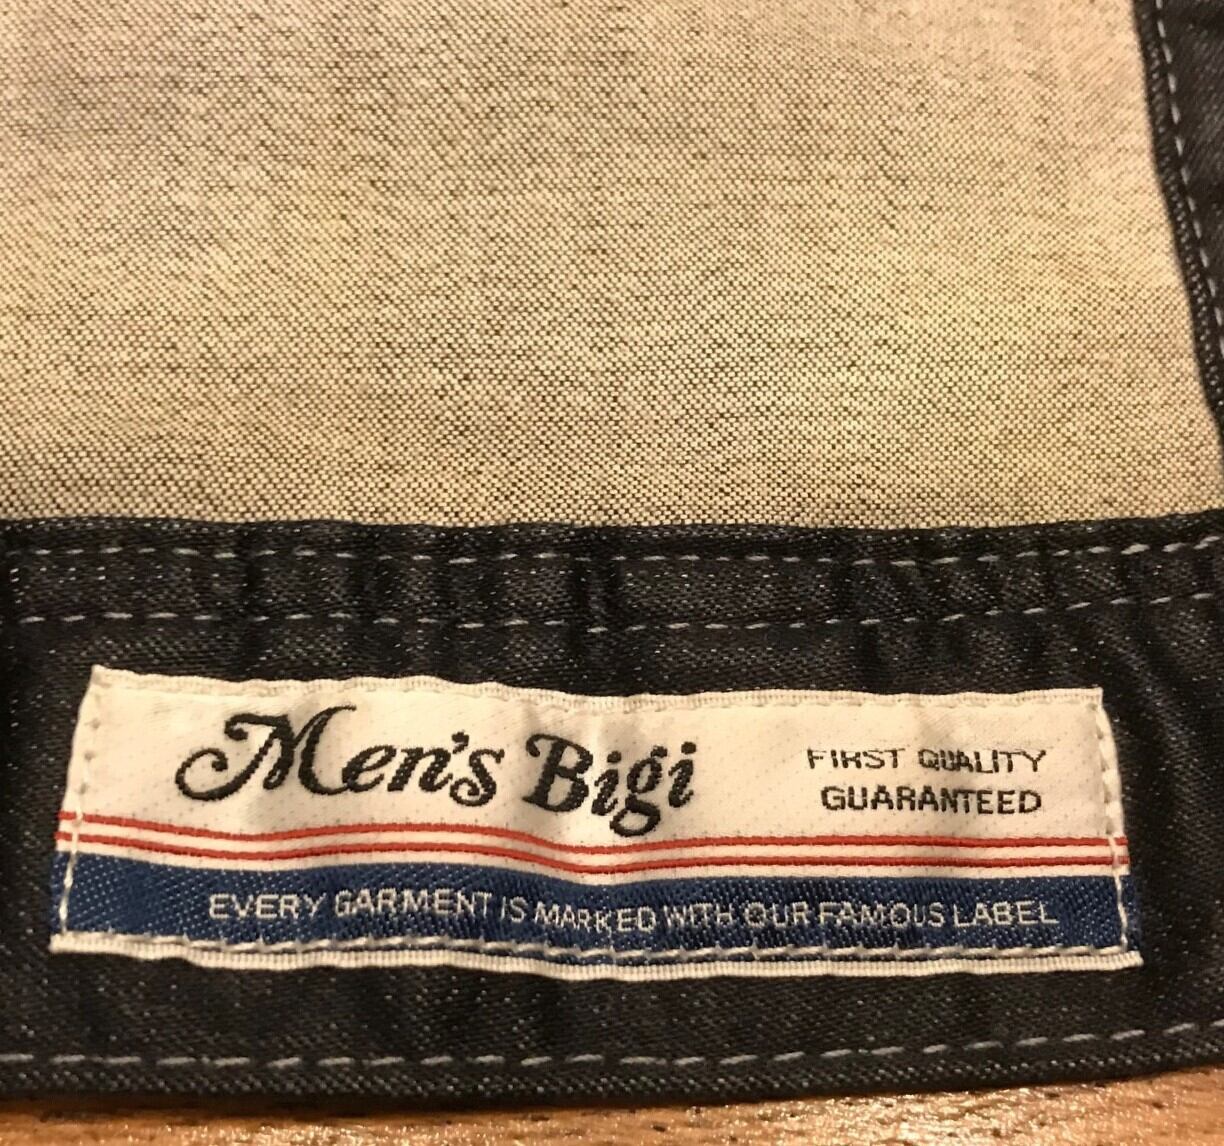 Men's Bigi
FIRST QUALITY
GUARANTEED
EVERY GARMENT IS MARKED WITH OUR FAMOUS LABEL